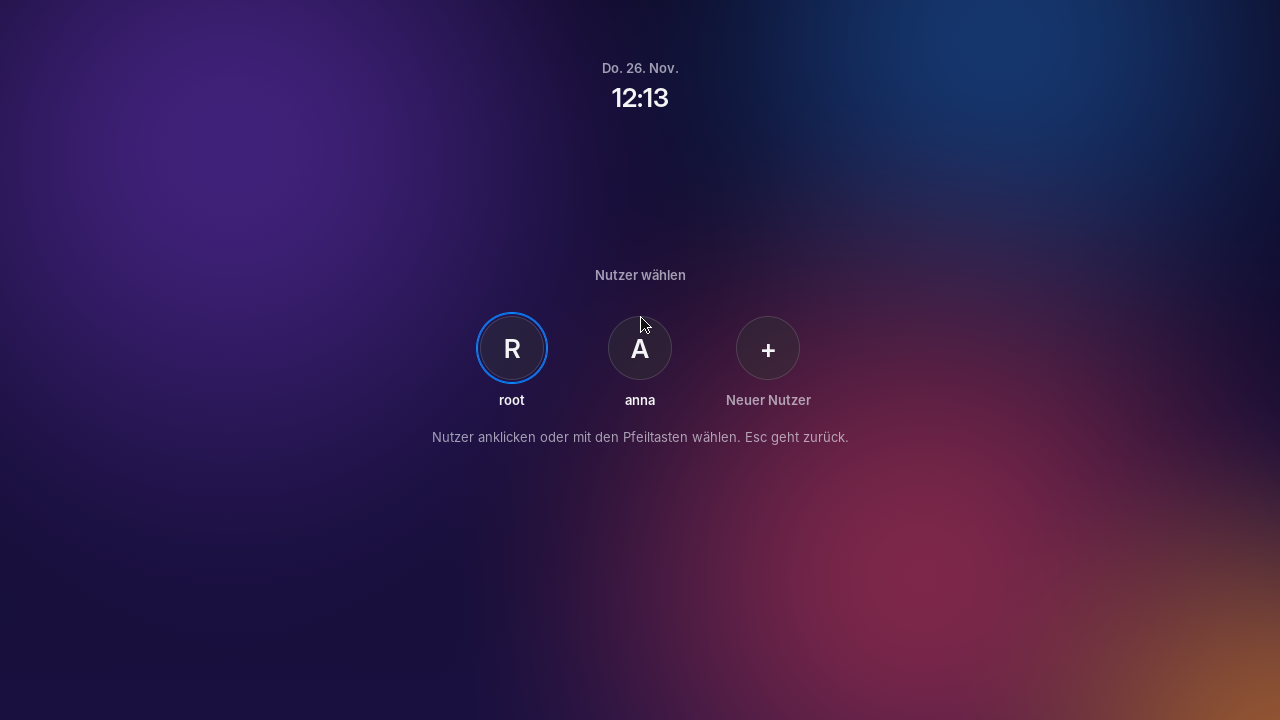 Do. 26. Nov.
12:13
Nutzer wählen
R
A
+
root
anna
Neuer Nutzer
Nutzer anklicken oder mit den Pfeiltasten wählen. Esc geht zurück.